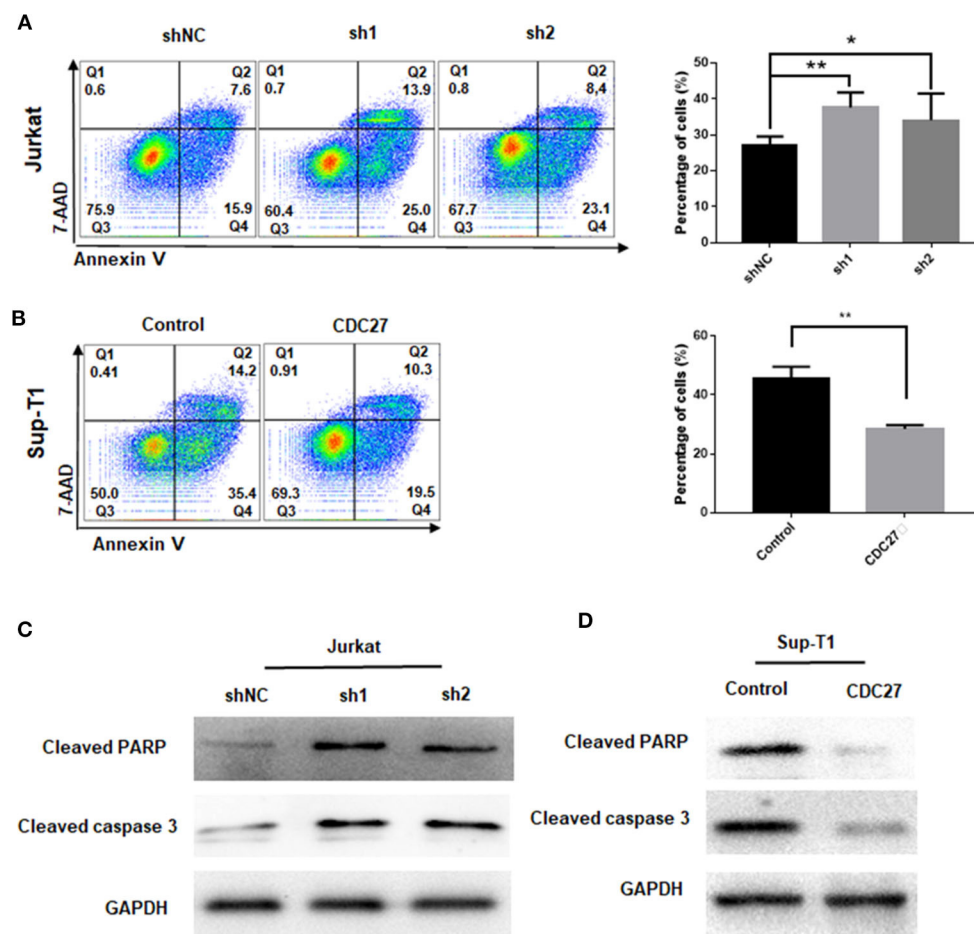 A
shNC sh1 sh2
Jurkat
7-AAD
Q1 Q2
0.6 7.6
75.9 15.9
Q3 Q4
Q1 Q2
0.7 13.9
60.4 25.0
Q3 Q4
Q1 Q2
0.8 8,4
67.7 23.1
Q3 Q4
Annexin V
Percentage of cells (%)
50
40
30
20
10
0
**
*
shNC sh1 sh2
B
Control CDC27
Sup-T1
7-AAD
Q1 Q2
0.41 14.2
50.0 35.4
Q3 Q4
Q1 Q2
0.91 10.3
69.3 19.5
Q3 Q4
Annexin V
Percentage of cells (%)
60
40
20
0
**
Control CDC27□
C
Jurkat
shNC sh1 sh2
Cleaved PARP
Cleaved caspase 3
GAPDH
D
Sup-T1
Control CDC27
Cleaved PARP
Cleaved caspase 3
GAPDH